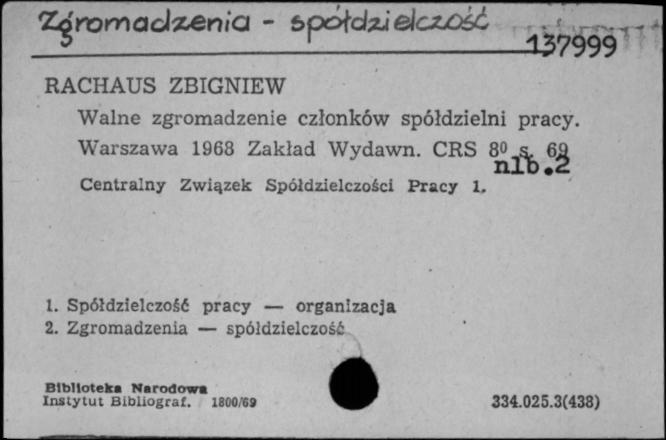 Zgromadzenia - spółdzielczość
137999
RACHAUS ZBIGNIEW
Walne zgromadzenie członków spółdzielni pracy.
Warszawa 1968 Zakład Wydawn. CRS 8⁰ s. 69
nlb.2
Centralny Związek Spółdzielczości Pracy 1.
1. Spółdzielczość pracy — organizacja
2. Zgromadzenia — spółdzielczość
Biblioteka Narodowa
Instytut Bibliograf. 1800/69
334.025.3(438)